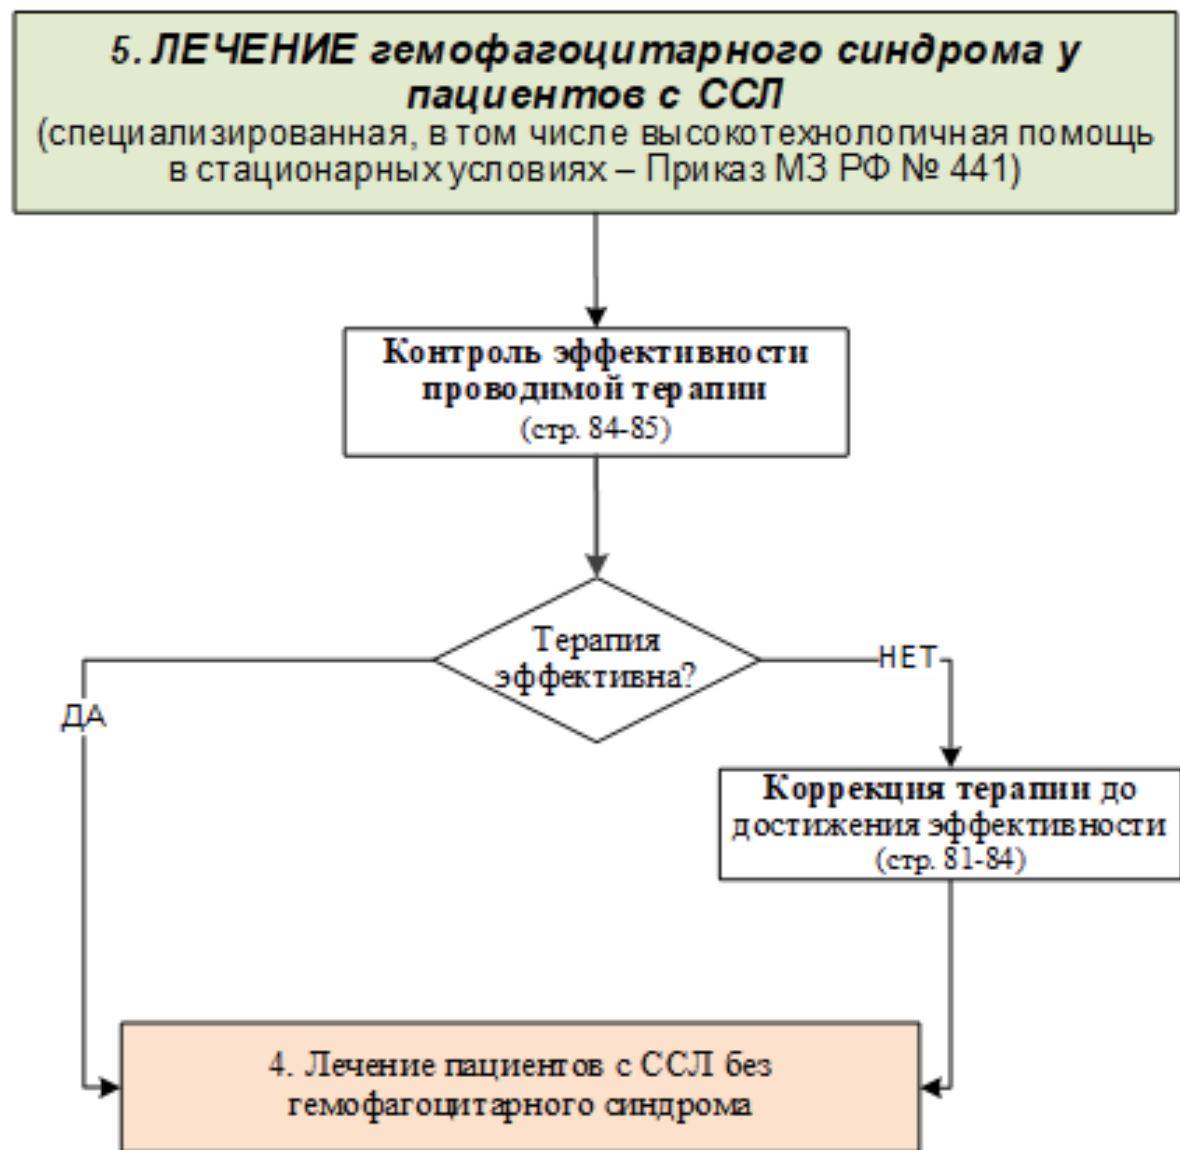 5. ЛЕЧЕНИЕ гемофагоцитарного синдрома у
пациентов с ССЛ
(специализированная, в том числе высокотехнологичная помощь
в стационарных условиях – Приказ МЗ РФ № 441)
Контроль эффективности
проводимой терапии
(стр. 84-85)
Терапия
эффективна?
НЕТ
ДА
Коррекция терапии до
достижения эффективности
(стр. 81-84)
4. Лечение пациентов с ССЛ без
гемофагоцитарного синдрома